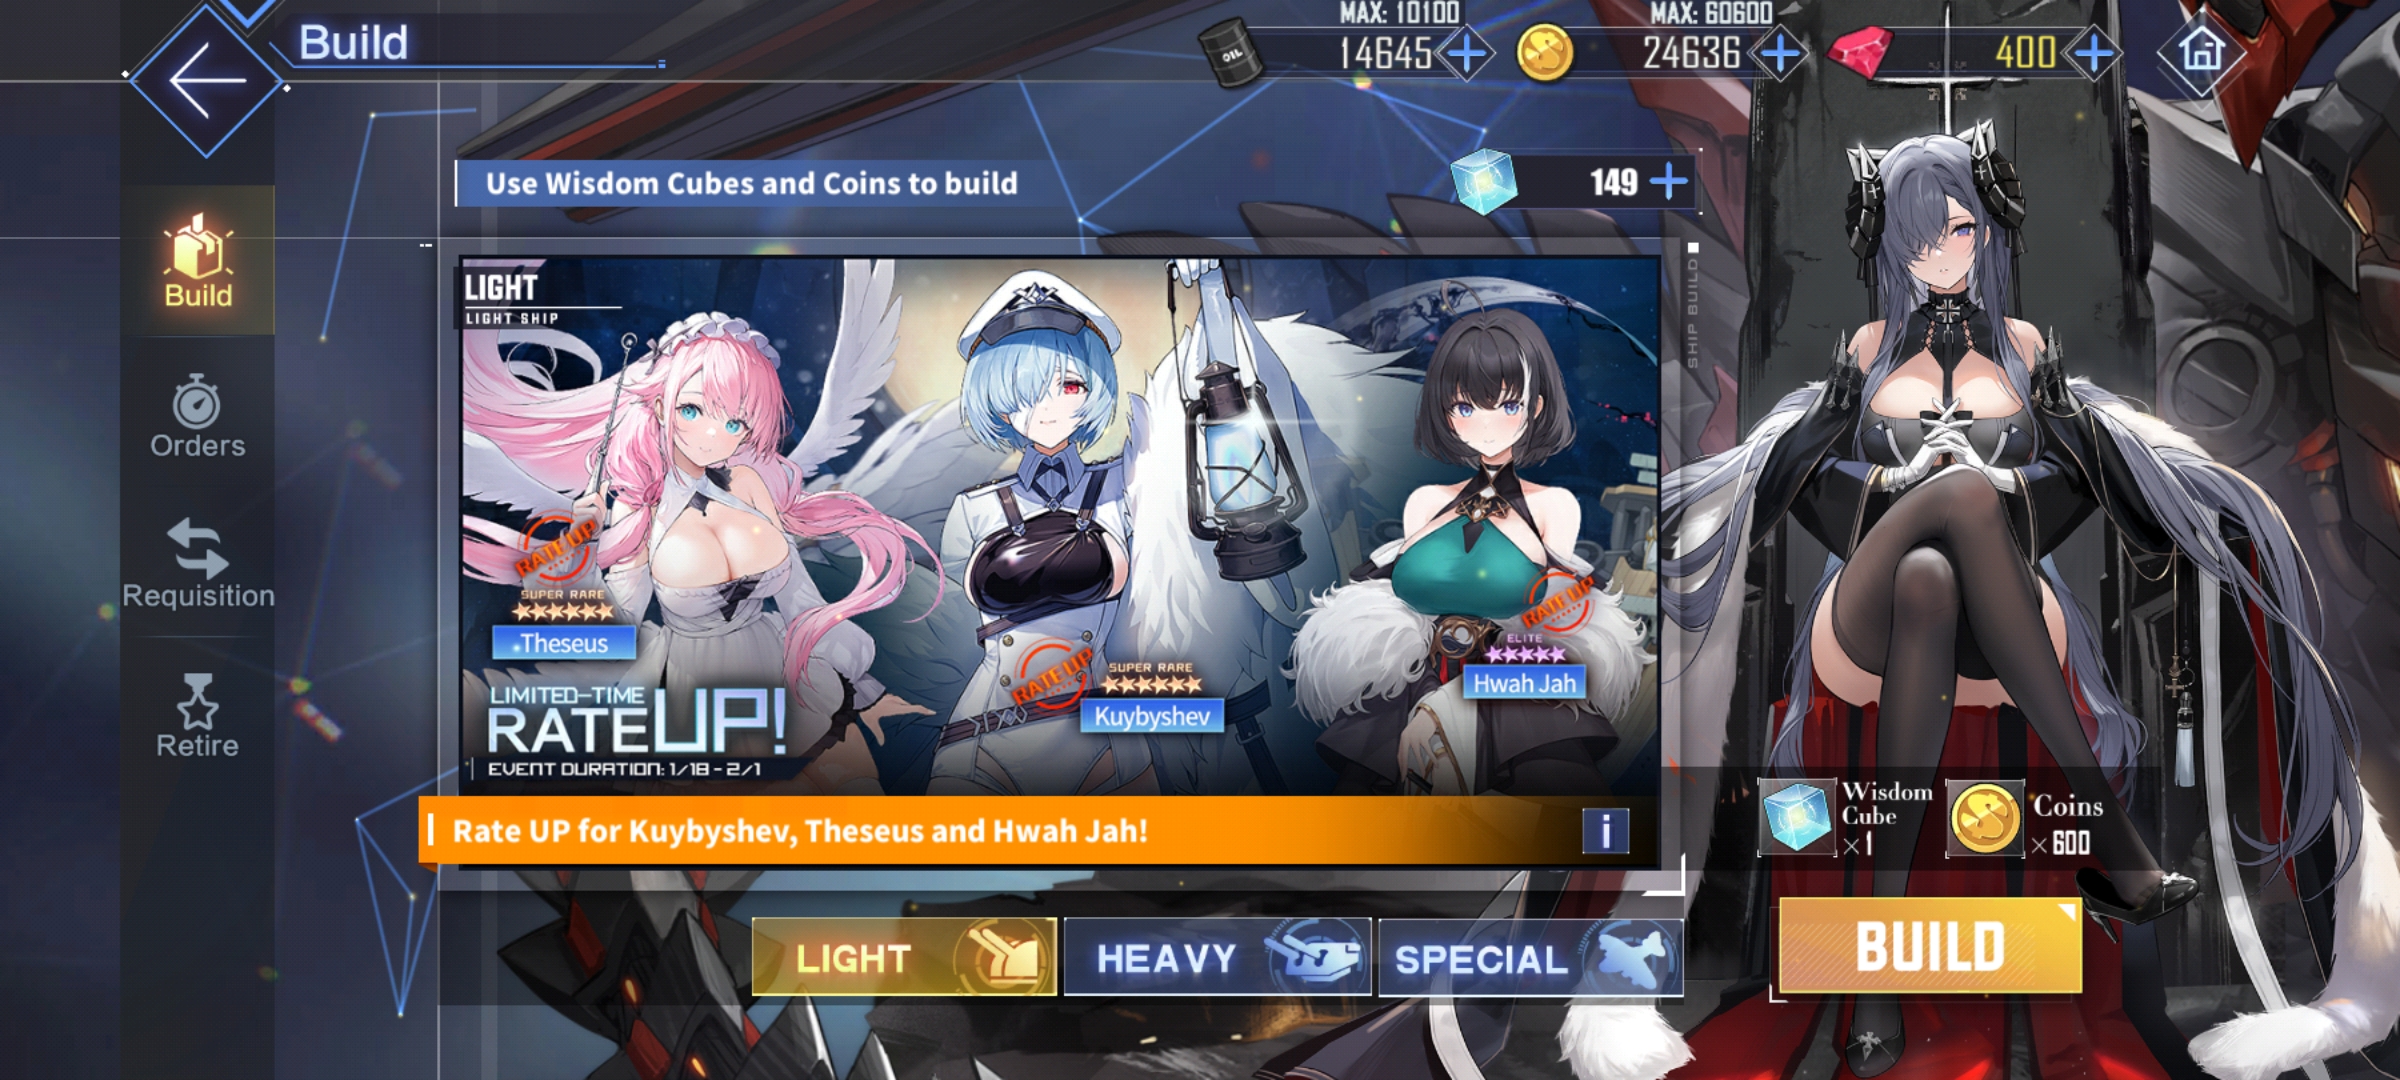 Build
MAX: 10100
14645
MAX: 60600
24636
400
OIL
Use Wisdom Cubes and Coins to build
149
Build
Orders
Requisition
Retire
LIGHT
LIGHT SHIP
SHIP BUILD
RATE UP
SUPER RARE
Theseus
RATE UP
SUPER RARE
Kuybyshev
RATE UP
ELITE
Hwah Jah
LIMITED-TIME
RATE UP!
EVENT DURATION: 1/18 - 2/1
Rate UP for Kuybyshev, Theseus and Hwah Jah!
i
Wisdom
Cube
×1
Coins
×600
LIGHT
HEAVY
SPECIAL
BUILD